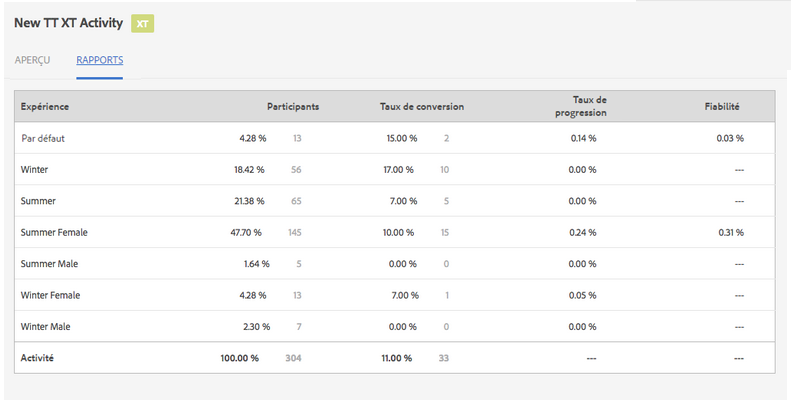 New TT XT Activity XT
APERÇU RAPPORTS
Expérience Participants Taux de conversion Taux de progression Fiabilité
Par défaut 4.28 % 13 15.00 % 2 0.14 % 0.03 %
Winter 18.42 % 56 17.00 % 10 0.00 % ---
Summer 21.38 % 65 7.00 % 5 0.00 % ---
Summer Female 47.70 % 145 10.00 % 15 0.24 % 0.31 %
Summer Male 1.64 % 5 0.00 % 0 0.00 % ---
Winter Female 4.28 % 13 7.00 % 1 0.05 % ---
Winter Male 2.30 % 7 0.00 % 0 0.00 % ---
Activité 100.00 % 304 11.00 % 33 --- ---